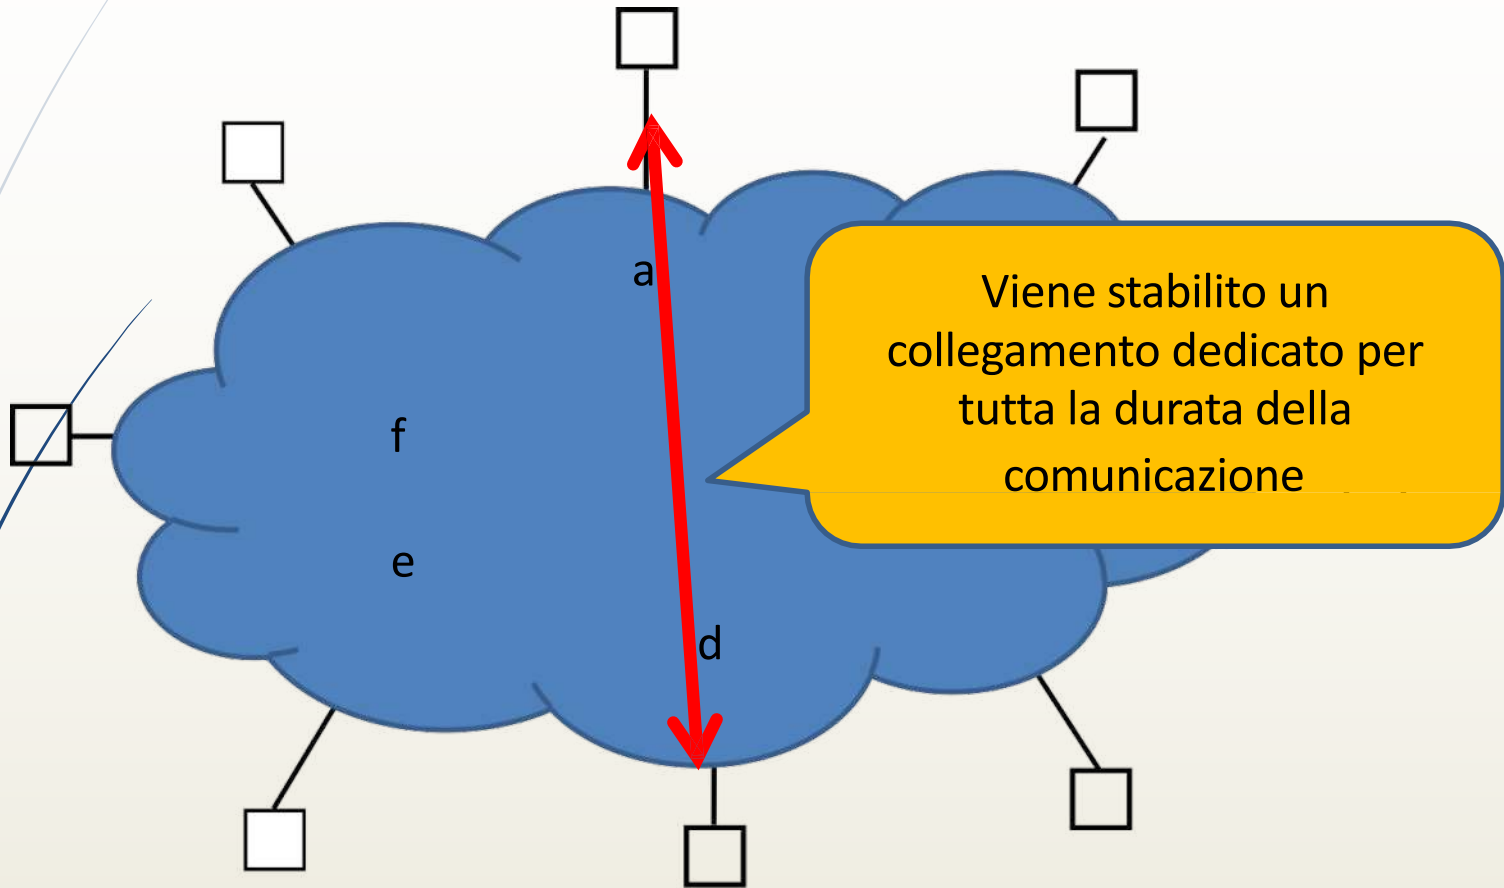 a
Viene stabilito un
collegamento dedicato per
tutta la durata della
comunicazione
f
e
d